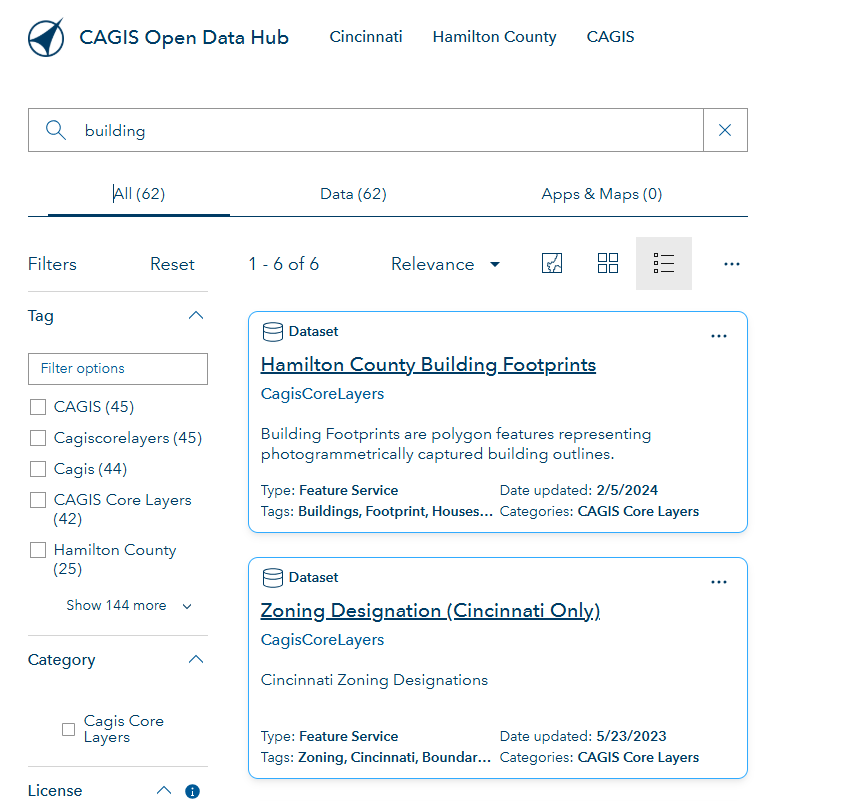 CAGIS Open Data Hub
Cincinnati
Hamilton County
CAGIS
building
All (62)
Data (62)
Apps & Maps (0)
Filters
Reset
1 - 6 of 6
Relevance
Tag
Filter options
CAGIS (45)
Cagiscorelayers (45)
Cagis (44)
CAGIS Core Layers
(42)
Hamilton County
(25)
Show 144 more
Category
Cagis Core
Layers
License
Dataset
Hamilton County Building Footprints
CagisCoreLayers
Building Footprints are polygon features representing
photogrammetrically captured building outlines.
Type: Feature Service
Date updated: 2/5/2024
Tags: Buildings, Footprint, Houses...
Categories: CAGIS Core Layers
Dataset
Zoning Designation (Cincinnati Only)
CagisCoreLayers
Cincinnati Zoning Designations
Type: Feature Service
Date updated: 5/23/2023
Tags: Zoning, Cincinnati, Boundar...
Categories: CAGIS Core Layers